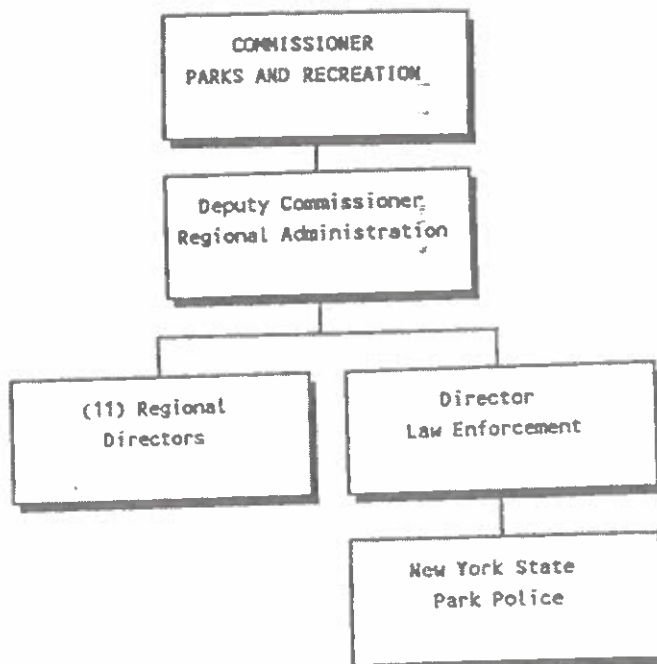 COMMISSIONER
PARKS AND RECREATION
Deputy Commissioner
Regional Administration
(11) Regional
Directors
Director
Law Enforcement
New York State
Park Police